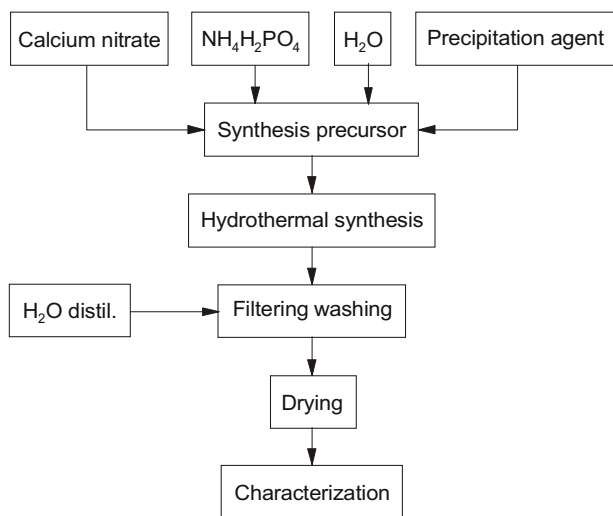 Calcium nitrate
NH₄H₂PO₄
H₂O
Precipitation agent
Synthesis precursor
Hydrothermal synthesis
H₂O distil.
Filtering washing
Drying
Characterization